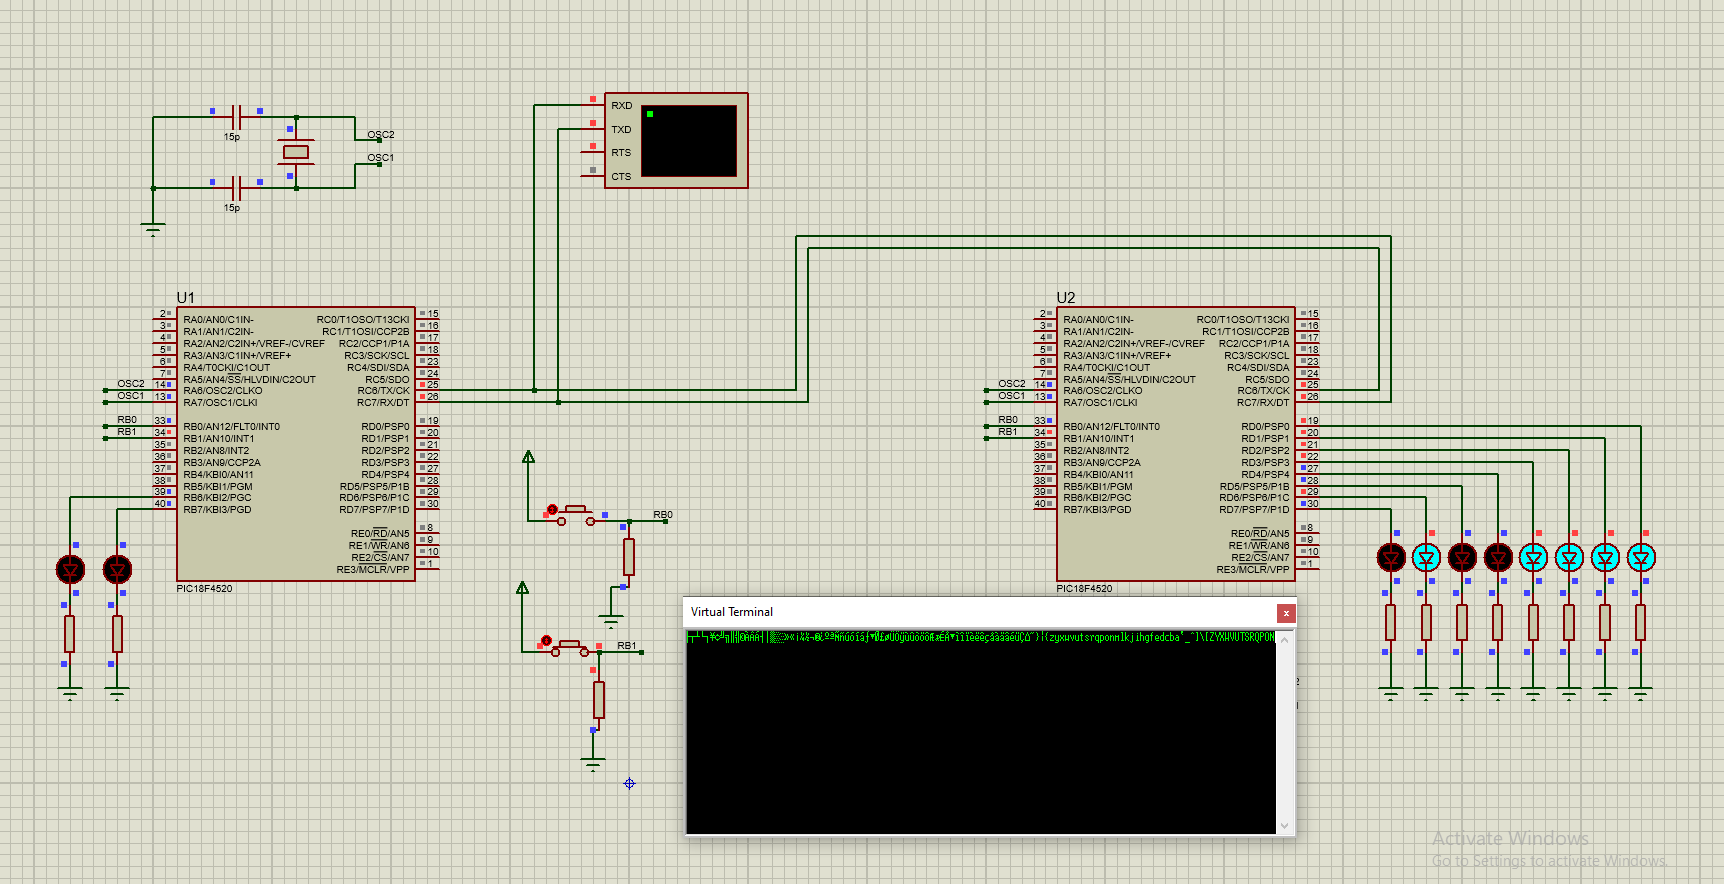 OSC2
OSC1
15p
15p
RXD
TXD
RTS
CTS
U1
2 RA0/AN0/C1IN- RC0/T1OSO/T13CKI 15
3 RA1/AN1/C2IN- RC1/T1OSI/CCP2B 16
4 RA2/AN2/C2IN+/VREF-/CVREF RC2/CCP1/P1A 17
5 RA3/AN3/C1IN+/VREF+ RC3/SCK/SCL 18
6 RA4/T0CKI/C1OUT RC4/SDI/SDA 23
7 RA5/AN4/SS/HLVDIN/C2OUT RC5/SDO 24
OSC2 14 RA6/OSC2/CLKO RC6/TX/CK 25
OSC1 13 RA7/OSC1/CLKI RC7/RX/DT 26
RB0 33 RB0/AN12/FLT0/INT0 RD0/PSP0 19
RB1 34 RB1/AN10/INT1 RD1/PSP1 20
35 RB2/AN8/INT2 RD2/PSP2 21
36 RB3/AN9/CCP2A RD3/PSP3 22
37 RB4/KBI0/AN11 RD4/PSP4 27
38 RB5/KBI1/PGM RD5/PSP5/P1B 28
39 RB6/KBI2/PGC RD6/PSP6/P1C 29
40 RB7/KBI3/PGD RD7/PSP7/P1D 30
RE0/RD/AN5 8
RE1/WR/AN6 9
RE2/CS/AN7 10
RE3/MCLR/VPP 1
PIC18F4520
U2
2 RA0/AN0/C1IN- RC0/T1OSO/T13CKI 15
3 RA1/AN1/C2IN- RC1/T1OSI/CCP2B 16
4 RA2/AN2/C2IN+/VREF-/CVREF RC2/CCP1/P1A 17
5 RA3/AN3/C1IN+/VREF+ RC3/SCK/SCL 18
6 RA4/T0CKI/C1OUT RC4/SDI/SDA 23
7 RA5/AN4/SS/HLVDIN/C2OUT RC5/SDO 24
OSC2 14 RA6/OSC2/CLKO RC6/TX/CK 25
OSC1 13 RA7/OSC1/CLKI RC7/RX/DT 26
RB0 33 RB0/AN12/FLT0/INT0 RD0/PSP0 19
RB1 34 RB1/AN10/INT1 RD1/PSP1 20
35 RB2/AN8/INT2 RD2/PSP2 21
36 RB3/AN9/CCP2A RD3/PSP3 22
37 RB4/KBI0/AN11 RD4/PSP4 27
38 RB5/KBI1/PGM RD5/PSP5/P1B 28
39 RB6/KBI2/PGC RD6/PSP6/P1C 29
40 RB7/KBI3/PGD RD7/PSP7/P1D 30
RE0/RD/AN5 8
RE1/WR/AN6 9
RE2/CS/AN7 10
RE3/MCLR/VPP 1
PIC18F4520
RB0
RB1
Virtual Terminal
}|{zyxwvutsrqponmlkjihgfedcba`_^]\[ZYXWVUTSRQPON
Activate Windows
Go to Settings to activate Windows.